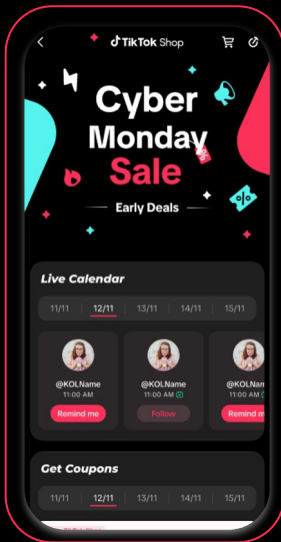 TikTok Shop
Cyber
Monday
Sale
Early Deals
Live Calendar
11/11 12/11 13/11 14/11 15/11
@KOLName @KOLName @KOLNam
11:00 AM 11:00 AM 11:00 AM
Remind me Follow Remind m
Get Coupons
11/11 12/11 13/11 14/11 15/11